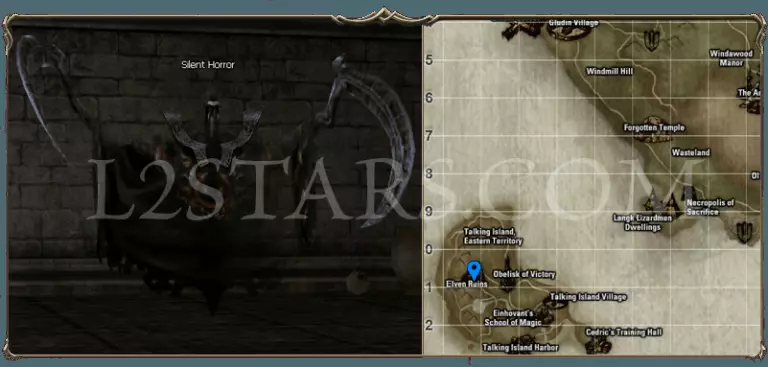 Silent Horror
L2STARS.COM
Gludin Village
5
Windawood
Manor
Windmill Hill
6
7
Forgotten Temple
Wasteland
8
9
Necropolis of
Sacrifice
Langk Lizardman
Dwellings
Talking Island,
Eastern Territory
0
Obelisk of Victory
Elven Ruins
1
Talking Island Village
Einhovant's
School of Magic
2
Cedric's Training Hall
Talking Island Harbor